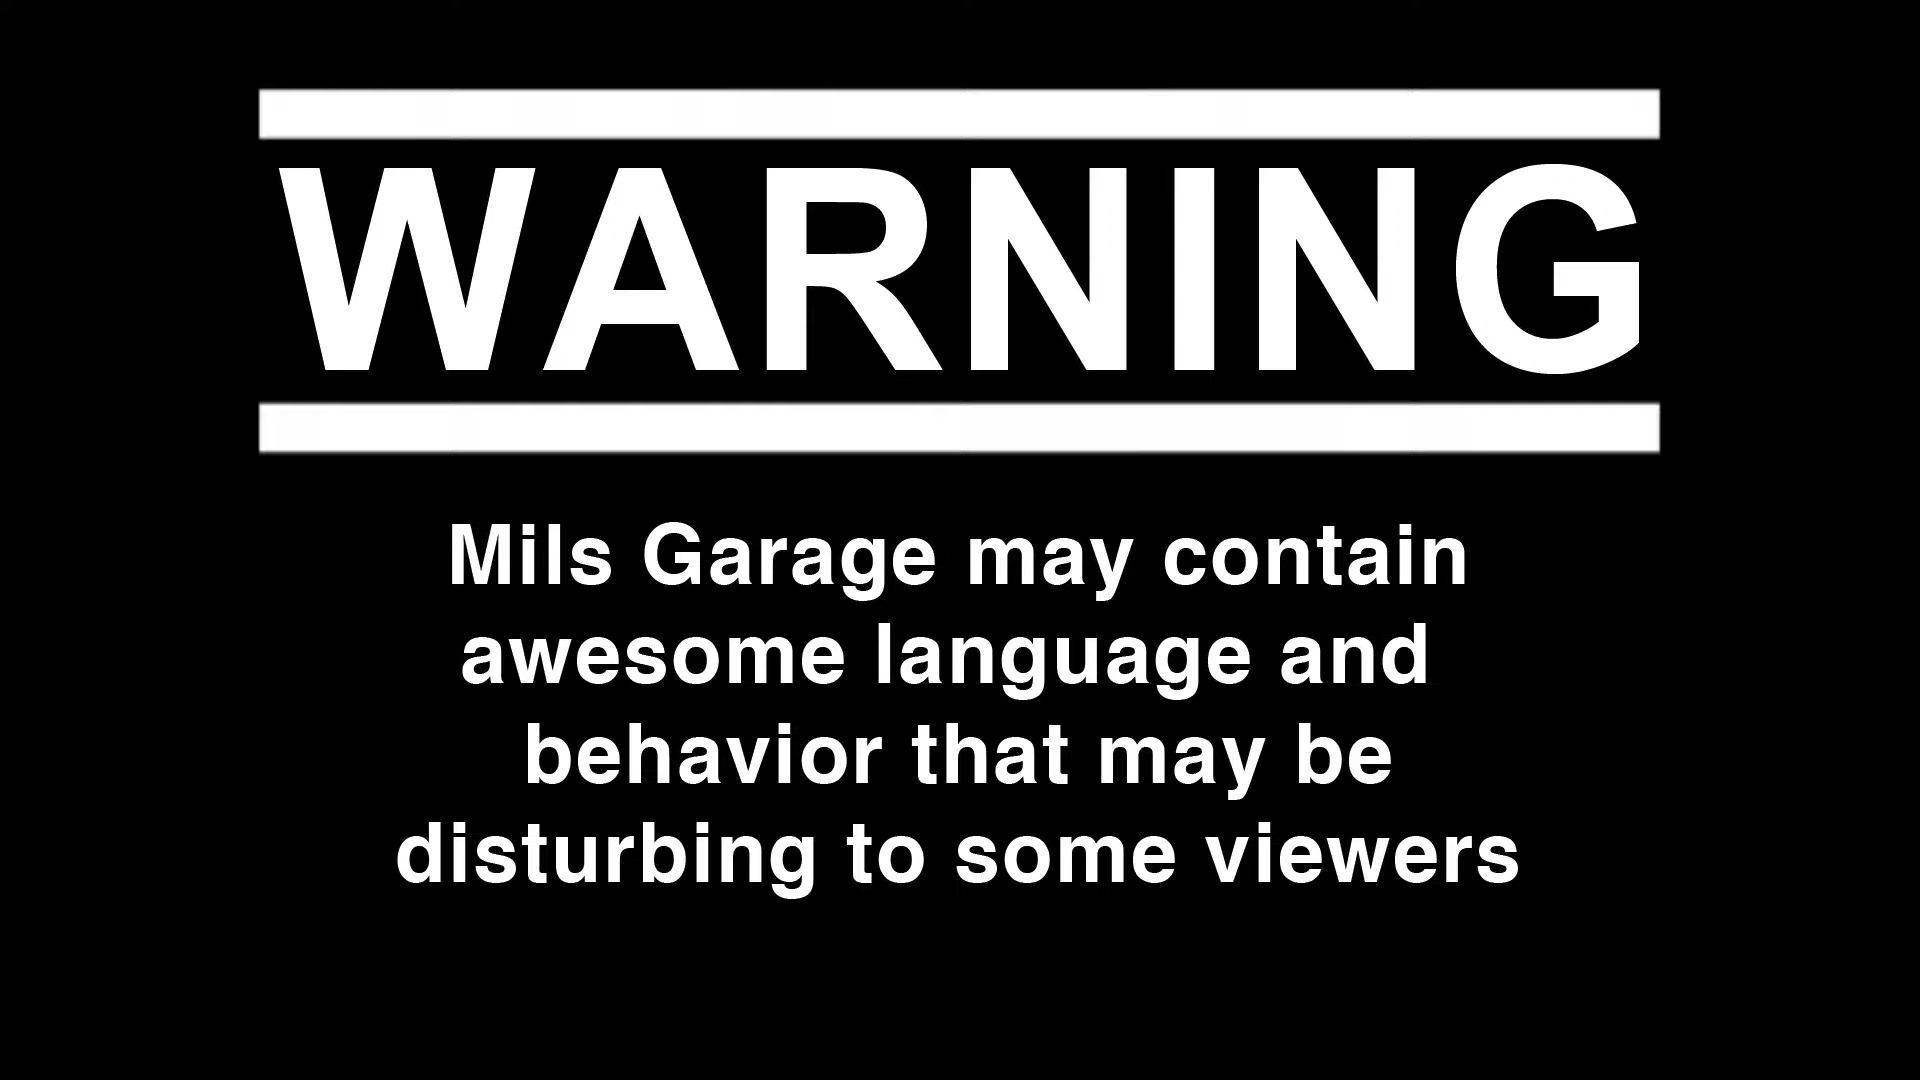 WARNING
Mils Garage may contain
awesome language and
behavior that may be
disturbing to some viewers